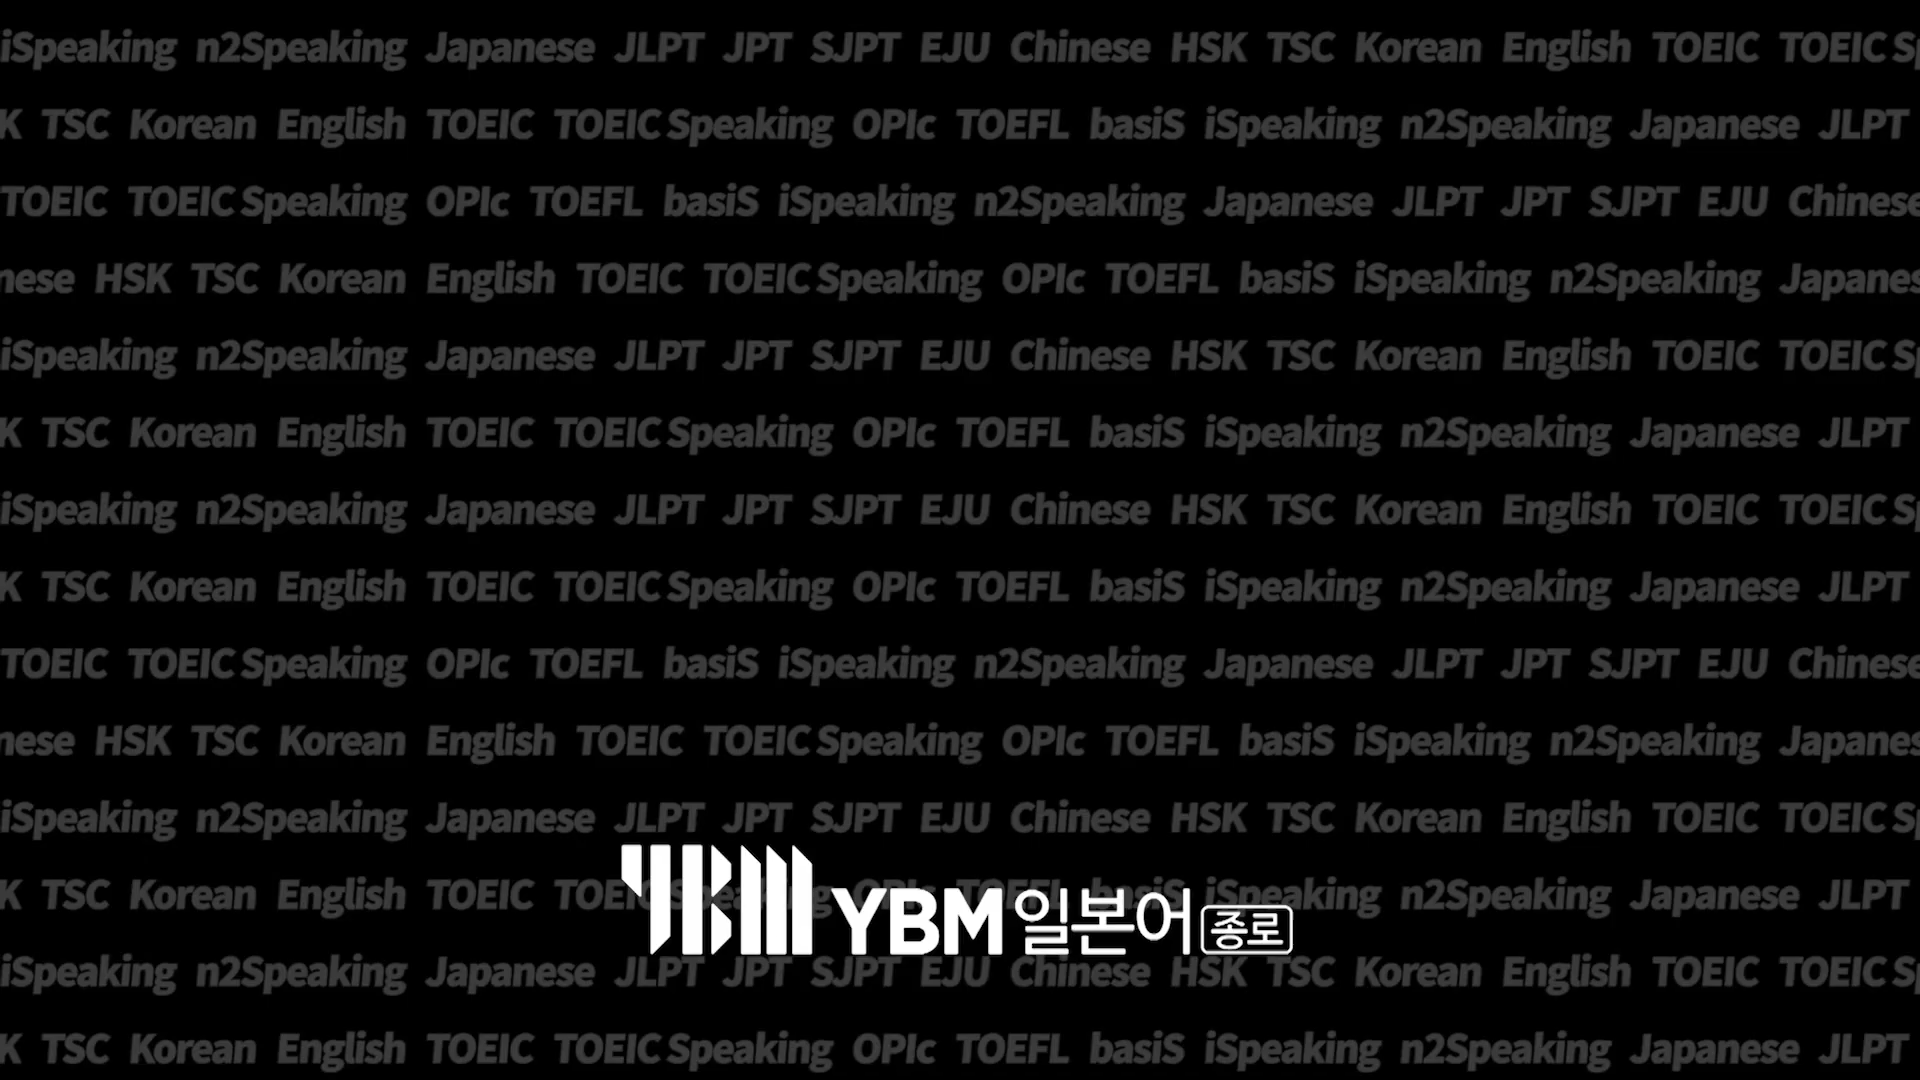 iSpeaking n2Speaking Japanese JLPT JPT SJPT EJU Chinese HSK TSC Korean English TOEIC TOEIC Sp
K TSC Korean English TOEIC TOEIC Speaking OPIc TOEFL basiS iSpeaking n2Speaking Japanese JLPT
TOEIC TOEIC Speaking OPIc TOEFL basiS iSpeaking n2Speaking Japanese JLPT JPT SJPT EJU Chinese
nese HSK TSC Korean English TOEIC TOEIC Speaking OPIc TOEFL basiS iSpeaking n2Speaking Japanes
iSpeaking n2Speaking Japanese JLPT JPT SJPT EJU Chinese HSK TSC Korean English TOEIC TOEIC Sp
K TSC Korean English TOEIC TOEIC Speaking OPIc TOEFL basiS iSpeaking n2Speaking Japanese JLPT
iSpeaking n2Speaking Japanese JLPT JPT SJPT EJU Chinese HSK TSC Korean English TOEIC TOEIC Sp
K TSC Korean English TOEIC TOEIC Speaking OPIc TOEFL basiS iSpeaking n2Speaking Japanese JLPT
TOEIC TOEIC Speaking OPIc TOEFL basiS iSpeaking n2Speaking Japanese JLPT JPT SJPT EJU Chinese
nese HSK TSC Korean English TOEIC TOEIC Speaking OPIc TOEFL basiS iSpeaking n2Speaking Japanes
iSpeaking n2Speaking Japanese JLPT JPT SJPT EJU Chinese HSK TSC Korean English TOEIC TOEIC Sp
K TSC Korean English TOEIC iSpeaking n2Speaking Japanese JLPT
YBM YBM일본어 종로
iSpeaking n2Speaking Japanese JLPT JPT SJPT EJU Chinese HSK TSC Korean English TOEIC TOEIC Sp
K TSC Korean English TOEIC TOEIC Speaking OPIc TOEFL basiS iSpeaking n2Speaking Japanese JLPT